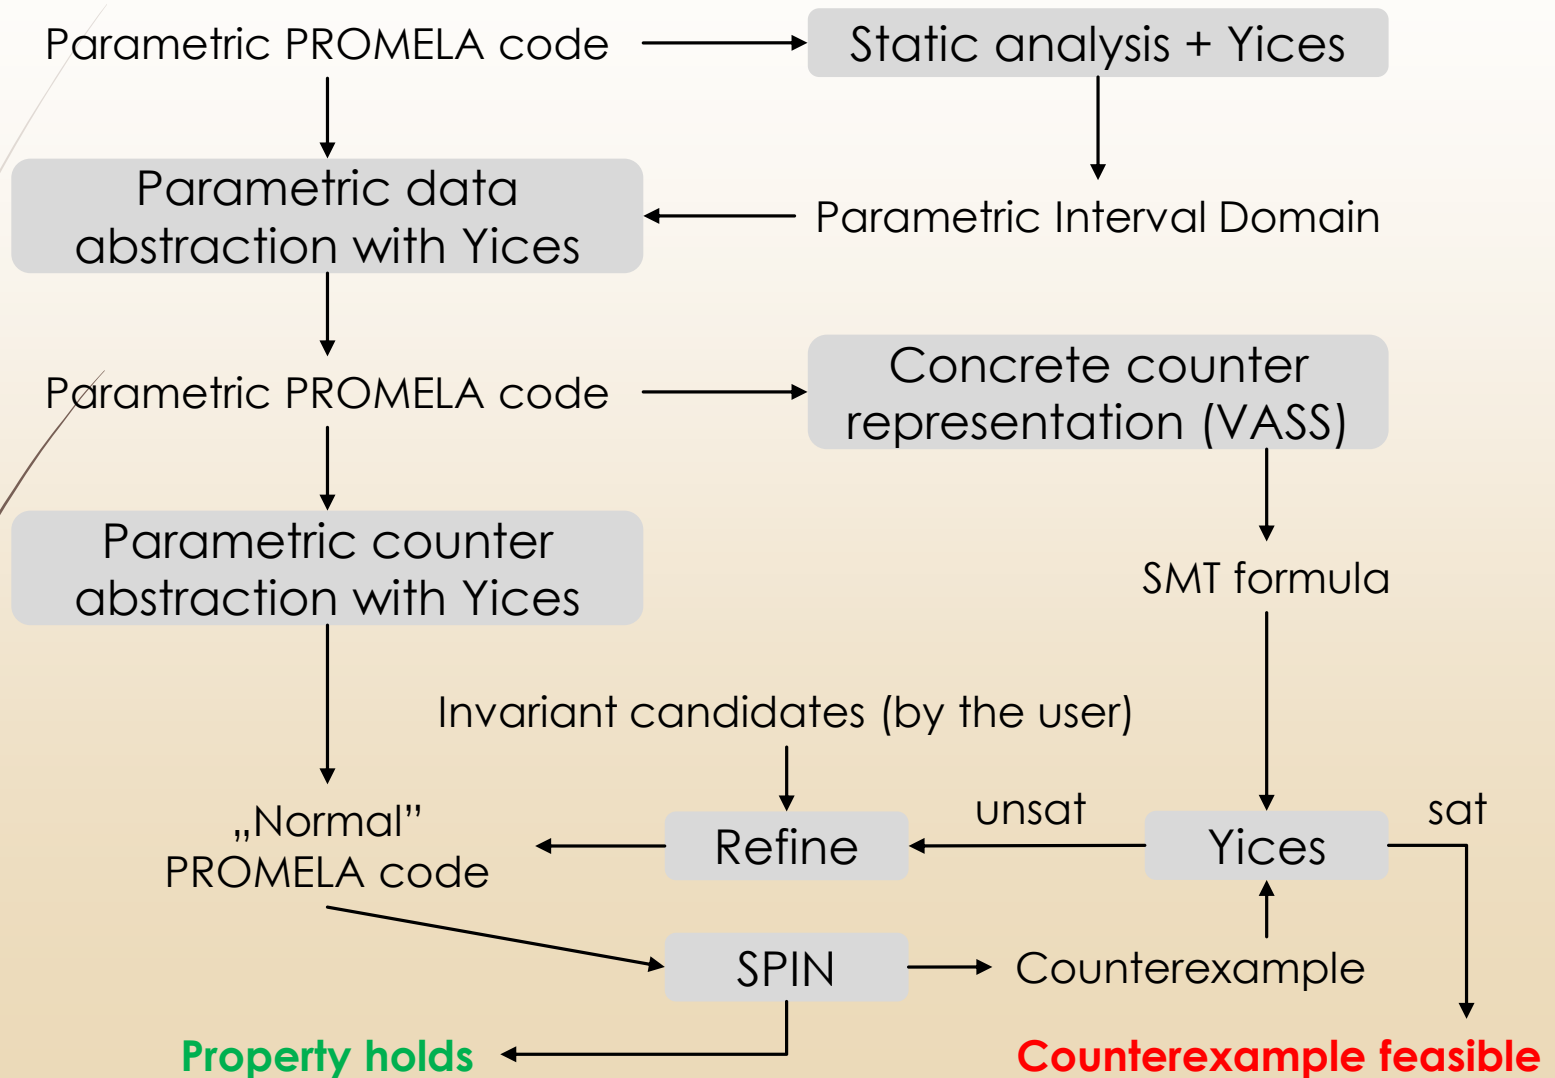 Parametric PROMELA code
Static analysis + Yices
Parametric data
abstraction with Yices
Parametric Interval Domain
Parametric PROMELA code
Concrete counter
representation (VASS)
Parametric counter
abstraction with Yices
SMT formula
Invariant candidates (by the user)
„Normal”
PROMELA code
Refine
unsat
Yices
sat
SPIN
Counterexample
Property holds
Counterexample feasible